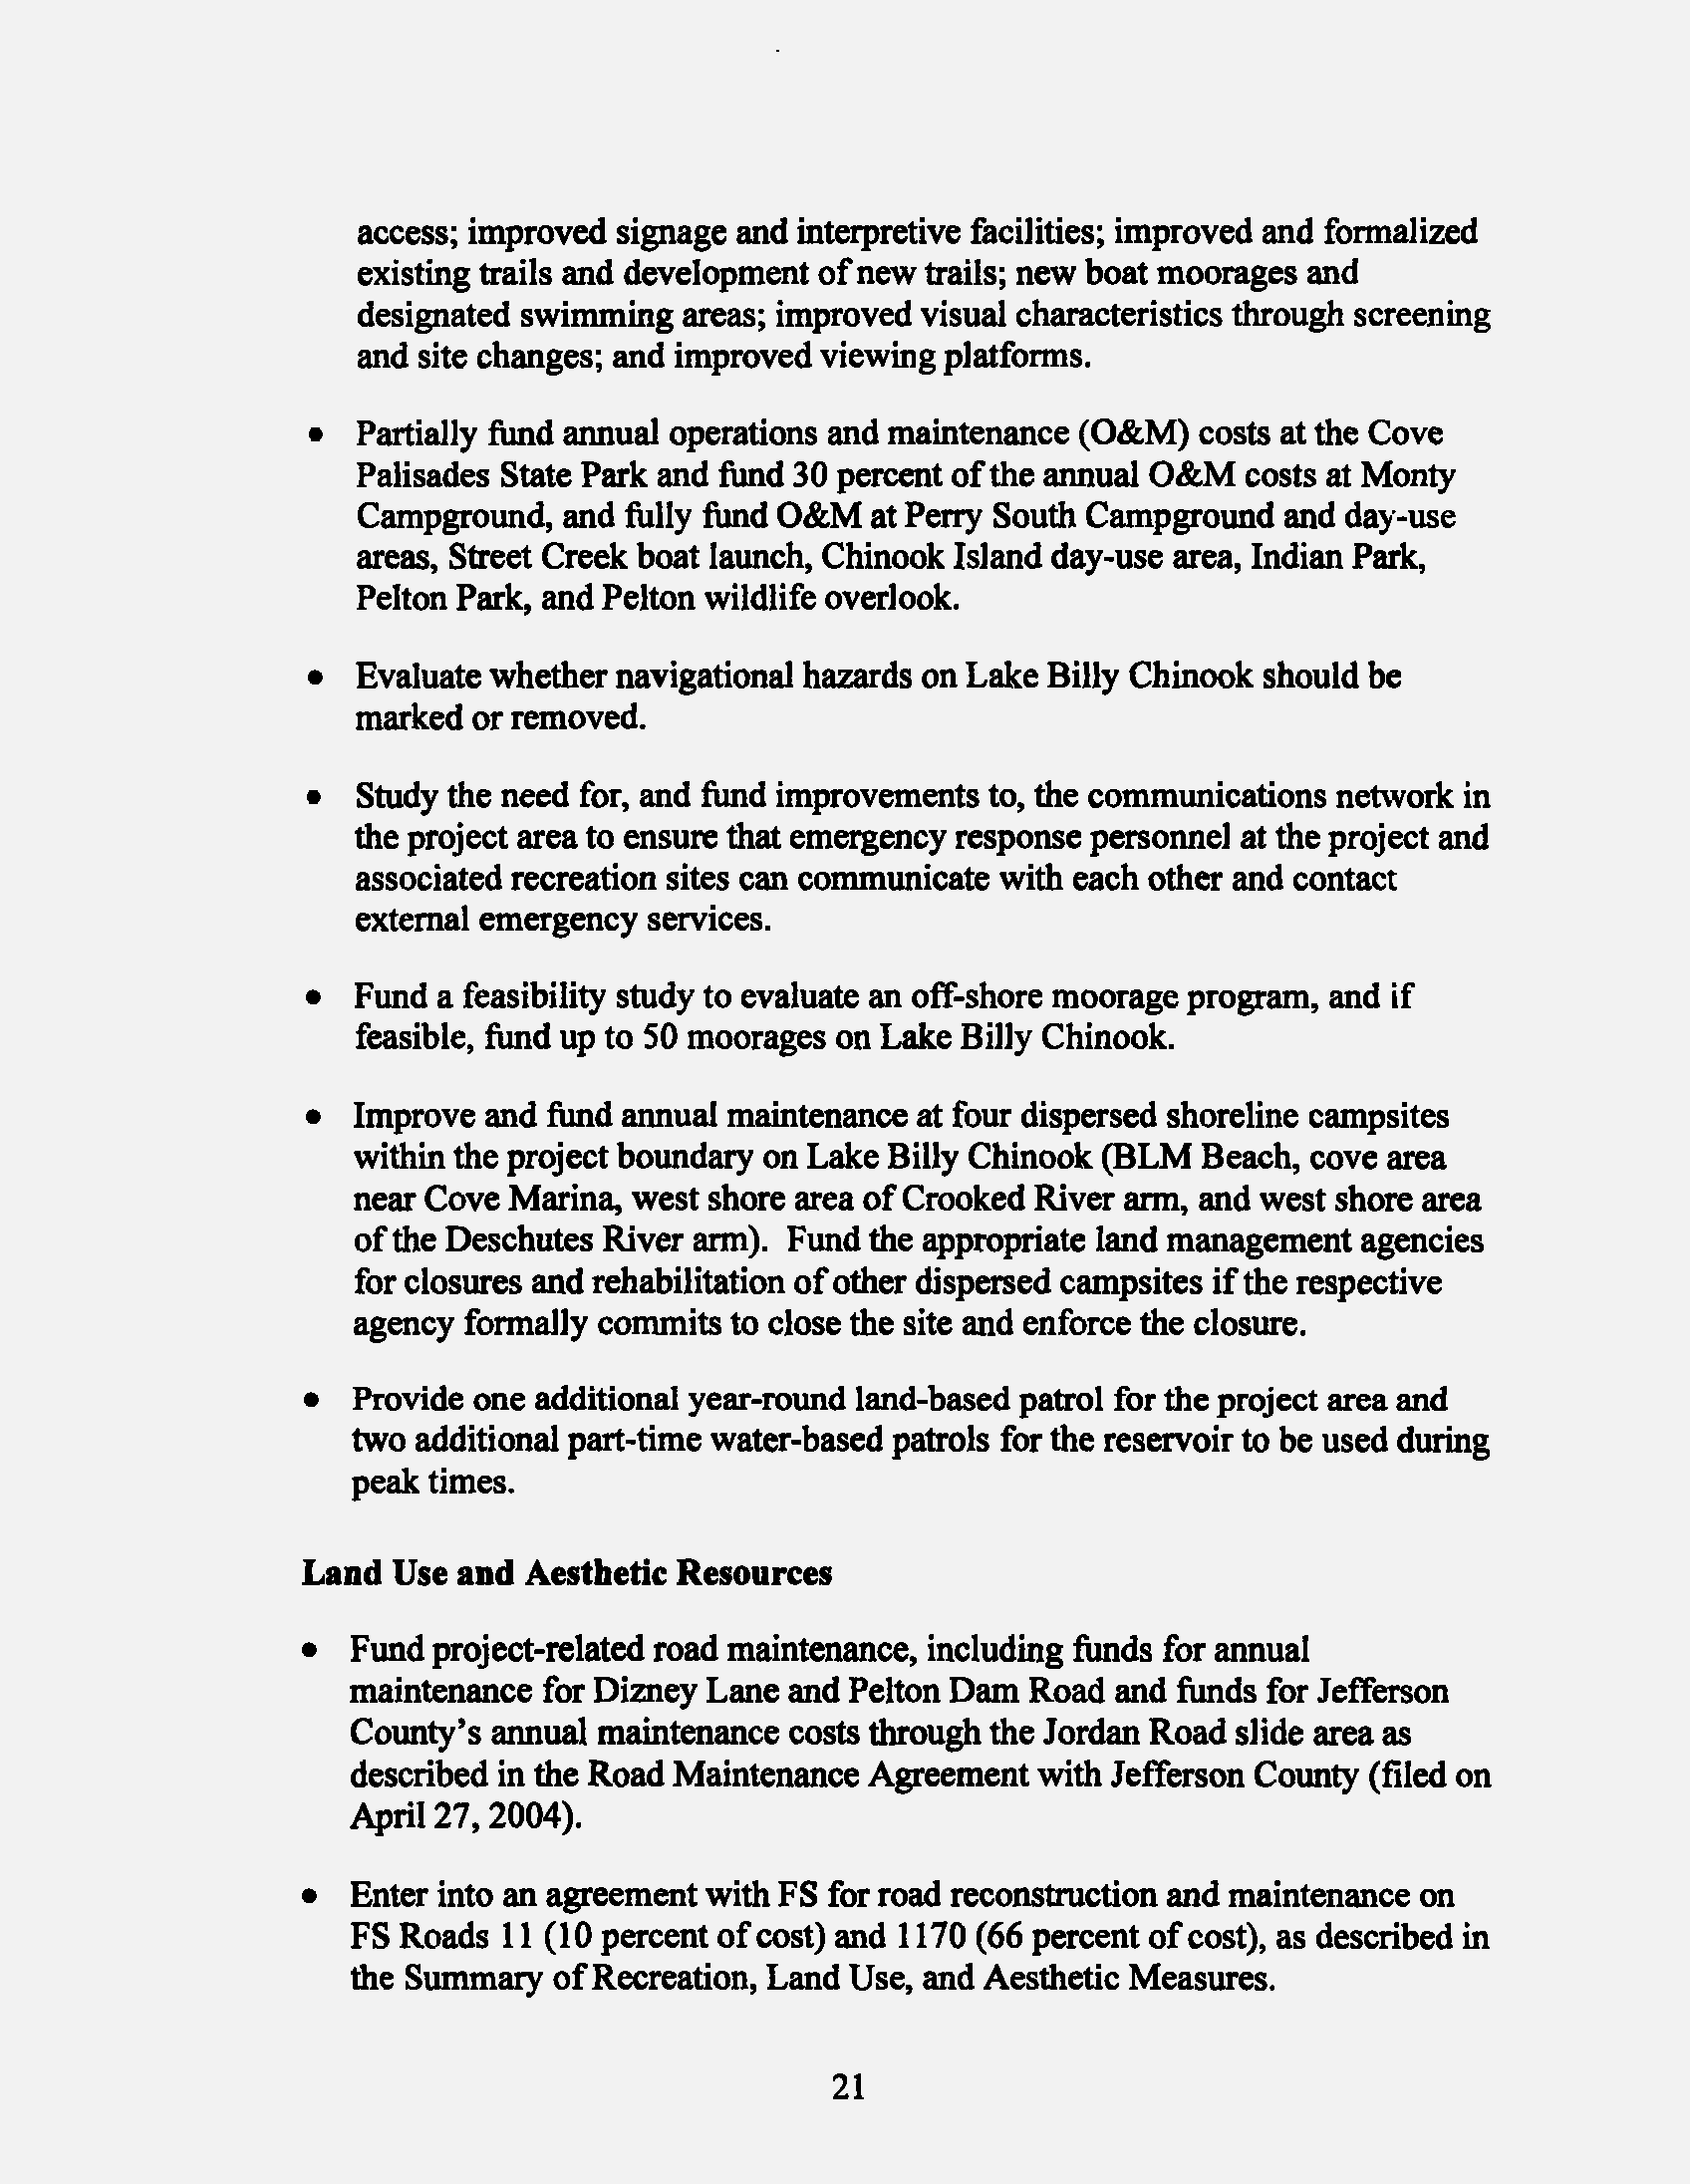 access; improved signage and interpretive facilities; improved and formalized
existing trails and development of new trails; new boat moorages and
designated swimming areas; improved visual characteristics through screening
and site changes; and improved viewing platforms.
• Partially fund annual operations and maintenance (O&M) costs at the Cove
Palisades State Park and fund 30 percent of the annual O&M costs at Monty
Campground, and fully fund O&M at Perry South Campground and day-use
areas, Street Creek boat launch, Chinook Island day-use area, Indian Park,
Pelton Park, and Pelton wildlife overlook.
• Evaluate whether navigational hazards on Lake Billy Chinook should be
marked or removed.
• Study the need for, and fund improvements to, the communications network in
the project area to ensure that emergency response personnel at the project and
associated recreation sites can communicate with each other and contact
external emergency services.
• Fund a feasibility study to evaluate an off-shore moorage program, and if
feasible, fund up to 50 moorages on Lake Billy Chinook.
• Improve and fund annual maintenance at four dispersed shoreline campsites
within the project boundary on Lake Billy Chinook (BLM Beach, cove area
near Cove Marina, west shore area of Crooked River arm, and west shore area
of the Deschutes River arm). Fund the appropriate land management agencies
for closures and rehabilitation of other dispersed campsites if the respective
agency formally commits to close the site and enforce the closure.
• Provide one additional year-round land-based patrol for the project area and
two additional part-time water-based patrols for the reservoir to be used during
peak times.
Land Use and Aesthetic Resources
• Fund project-related road maintenance, including funds for annual
maintenance for Dizney Lane and Pelton Dam Road and funds for Jefferson
County's annual maintenance costs through the Jordan Road slide area as
described in the Road Maintenance Agreement with Jefferson County (filed on
April 27, 2004).
• Enter into an agreement with FS for road reconstruction and maintenance on
FS Roads 11 (10 percent of cost) and 1170 (66 percent of cost), as described in
the Summary of Recreation, Land Use, and Aesthetic Measures.
21